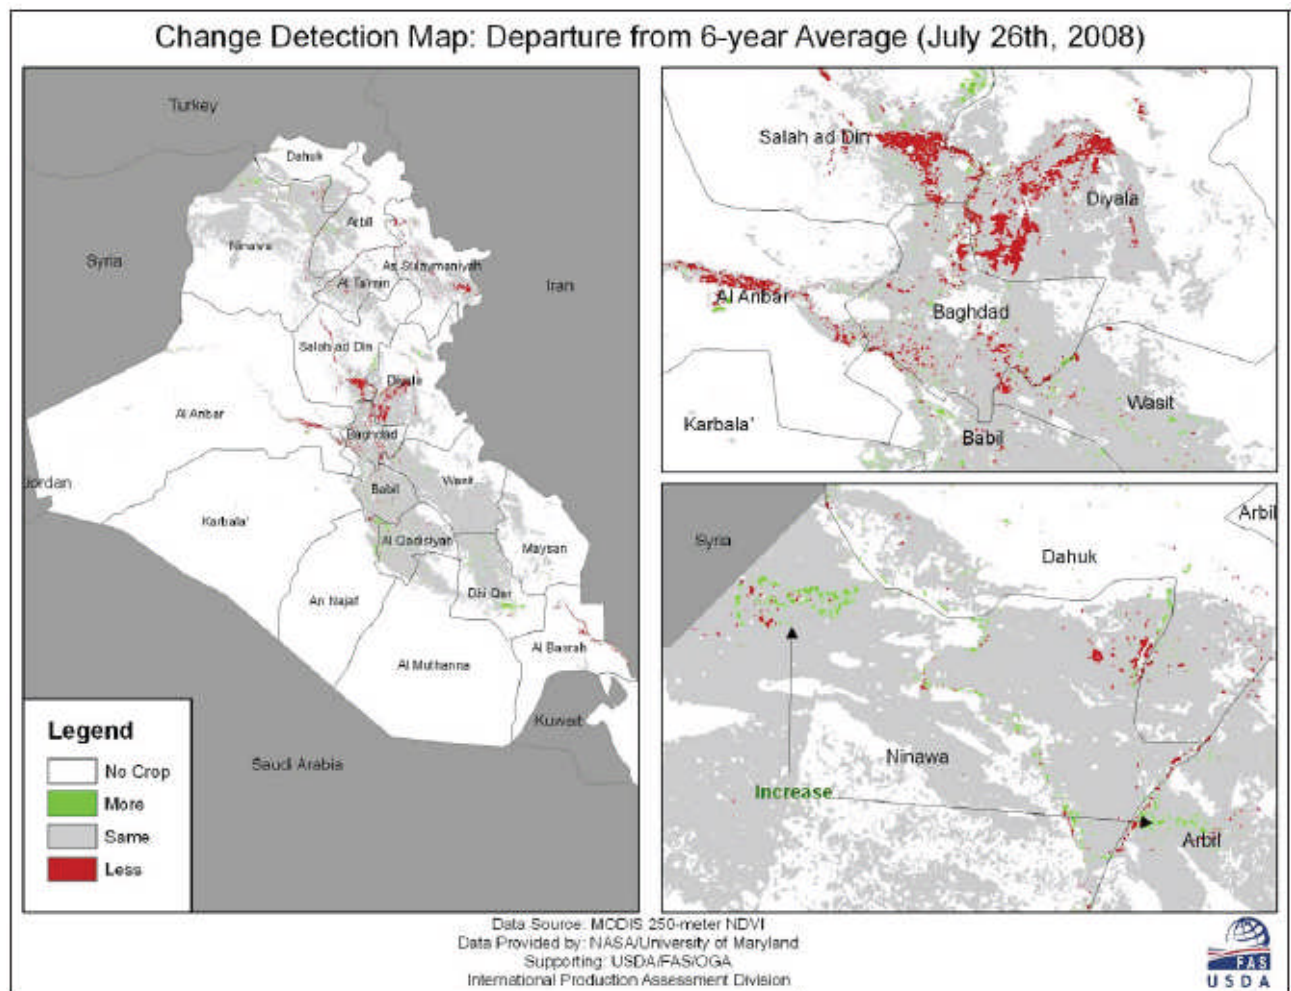 Change Detection Map: Departure from 6-year Average (July 26th, 2008)
Turkey
Dahuk
Arbil
Ninawa
Syria
As Sulaymaniyah
At Ta'mim
Iran
Salah ad Din
Diyala
Al Anbar
Baghdad
Jordan
Babil
Wasit
Karbala'
Al Qadisiyah
Maysan
An Najaf
Dhi Qar
Al Basrah
Al Muthanna
Kuwait
Saudi Arabia
Legend
No Crop
More
Same
Less
Salah ad Din
Diyala
Al Anbar
Baghdad
Wasit
Karbala'
Babil
Arbil
Syria
Dahuk
Ninawa
Increase
Arbil
Data Source: MODIS 250-meter NDVI
Data Provided by: NASA/University of Maryland
Supporting: USDA/FAS/OGA
International Production Assessment Division
FAS
USDA